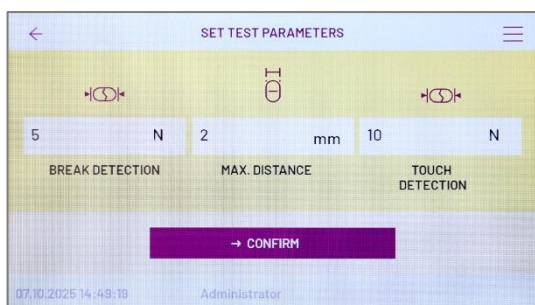 SET TEST PARAMETERS
5 N 2 mm 10 N
BREAK DETECTION MAX. DISTANCE TOUCH
DETECTION
→ CONFIRM
07.10.2025 14:49:19 Administrator